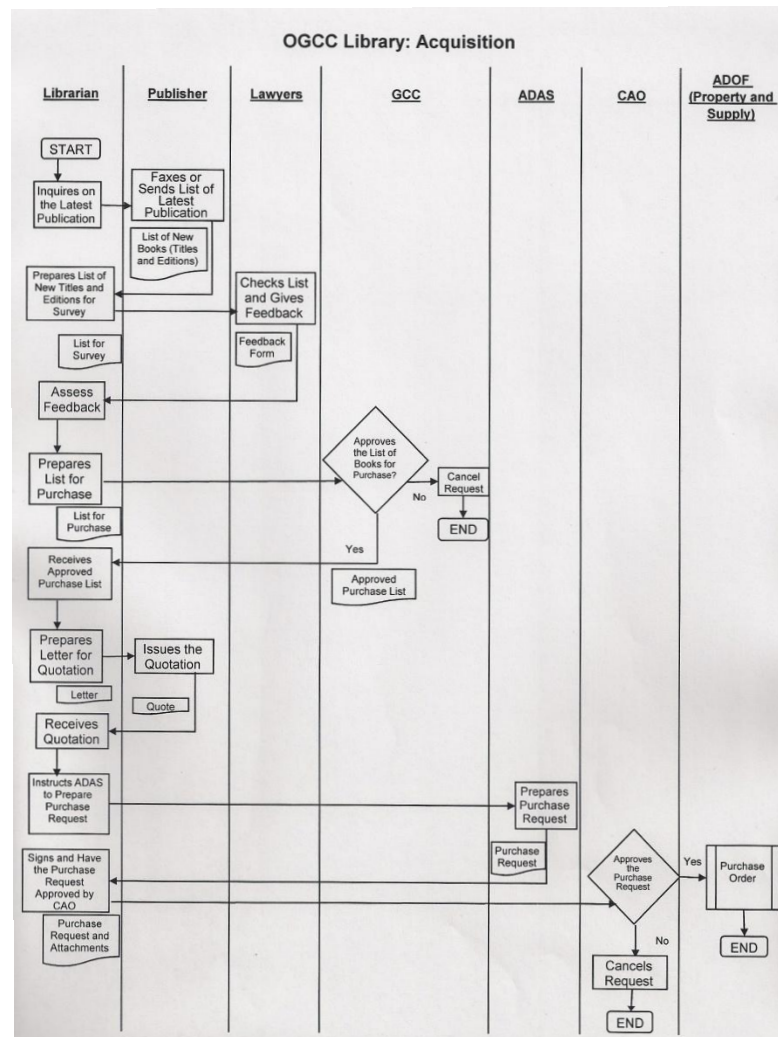 OGCC Library: Acquisition
Librarian
Publisher
Lawyers
GCC
ADAS
CAO
ADOF
(Property and
Supply)
START
Inquires on
the Latest
Publication
Faxes or
Sends List of
Latest
Publication
List of New
Books (Titles
and Editions)
Prepares List of
New Titles and
Editions for
Survey
List for
Survey
Checks List
and Gives
Feedback
Feedback
Form
Assess
Feedback
Prepares
List for
Purchase
List for
Purchase
Approves
the List of
Books for
Purchase?
No
Cancel
Request
END
Yes
Approved
Purchase List
Receives
Approved
Purchase List
Prepares
Letter for
Quotation
Letter
Issues the
Quotation
Quote
Receives
Quotation
Instructs ADAS
to Prepare
Purchase
Request
Prepares
Purchase
Request
Purchase
Request
Signs and Have
the Purchase
Request
Approved by
CAO
Purchase
Request and
Attachments
Approves
the
Purchase
Request
Yes
Purchase
Order
END
No
Cancels
Request
END